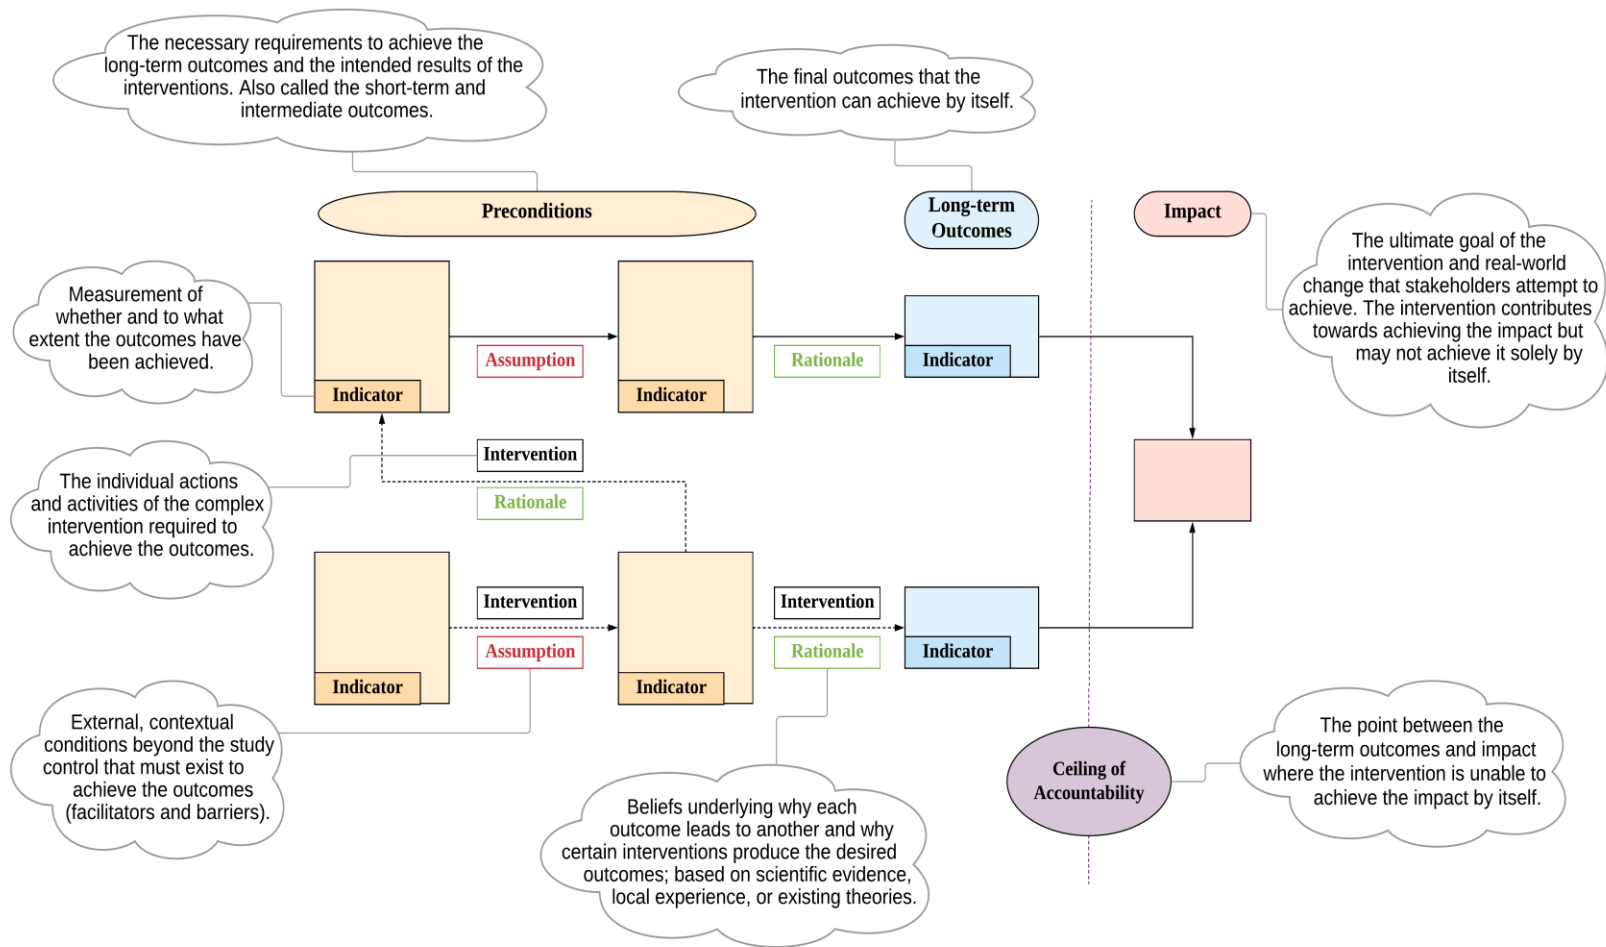 The necessary requirements to achieve the
long-term outcomes and the intended results of the
interventions. Also called the short-term and
intermediate outcomes.
The final outcomes that the
intervention can achieve by itself.
Preconditions
Long-term
Outcomes
Impact
The ultimate goal of the
intervention and real-world
change that stakeholders attempt to
achieve. The intervention contributes
towards achieving the impact but
may not achieve it solely by
itself.
Measurement of
whether and to what
extent the outcomes have
been achieved.
Indicator
Assumption
Indicator
Rationale
Indicator
The individual actions
and activities of the complex
intervention required to
achieve the outcomes.
Intervention
Rationale
Indicator
Intervention
Assumption
Indicator
Intervention
Rationale
Indicator
External, contextual
conditions beyond the study
control that must exist to
achieve the outcomes
(facilitators and barriers).
Beliefs underlying why each
outcome leads to another and why
certain interventions produce the desired
outcomes; based on scientific evidence,
local experience, or existing theories.
Ceiling of
Accountability
The point between the
long-term outcomes and impact
where the intervention is unable to
achieve the impact by itself.